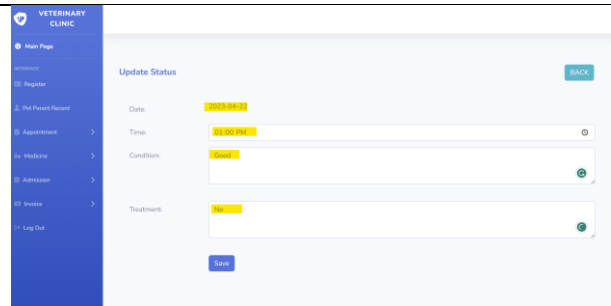 VETERINARY
CLINIC
Main Page
INTERFACE
Register
Pet Parent Record
Appointment
Medicine
Admission
Invoice
Log Out
Update Status
BACK
Date:
2023-04-22
Time:
01:00 PM
Condition:
Good
Treatment:
No
Save